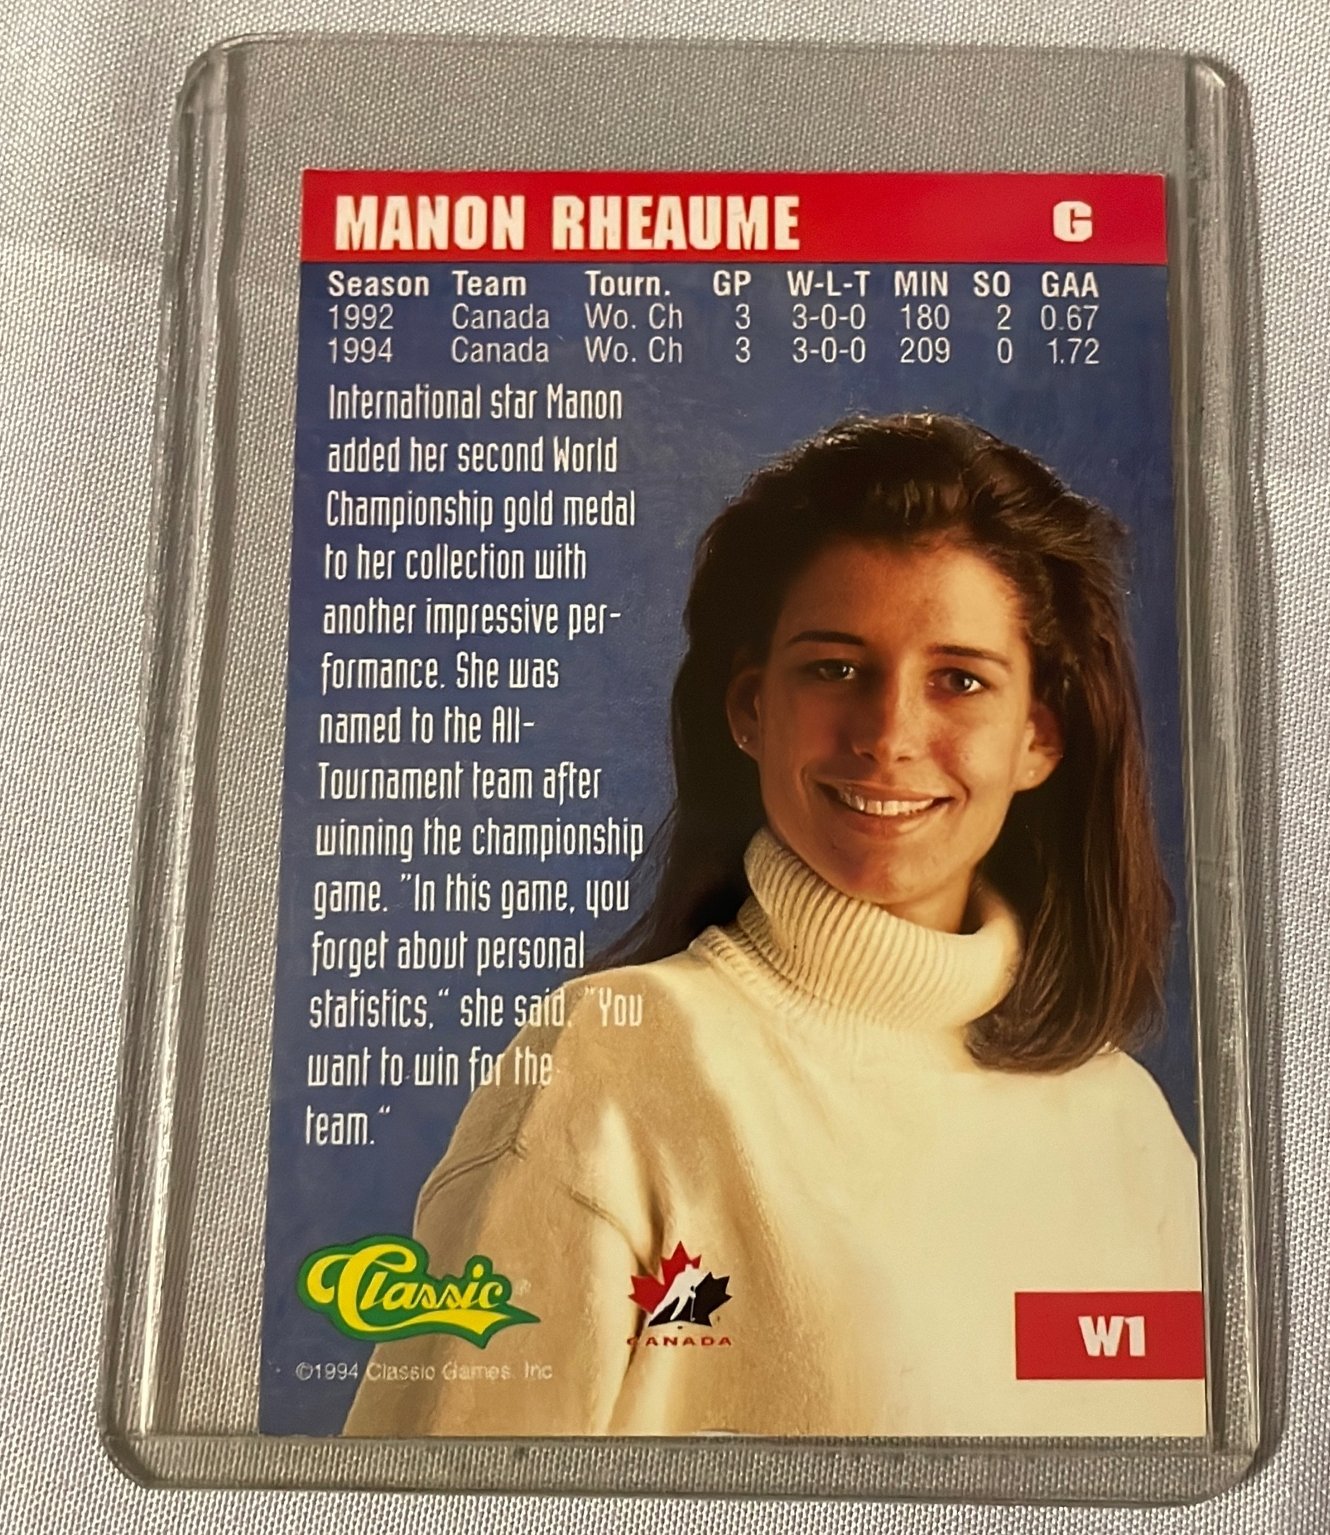 MANON RHEAUME G
Season Team Tourn. GP W-L-T MIN SO GAA
1992 Canada Wo. Ch 3 3-0-0 180 2 0.67
1994 Canada Wo. Ch 3 3-0-0 209 0 1.72
International star Manon
added her second World
Championship gold medal
to her collection with
another impressive per-
formance. She was
named to the All-
Tournament team after
winning the championship
game. "In this game, you
forget about personal
statistics," she said. "You
want to win for the
team."
Classic
CANADA
©1994 Classic Games, Inc
W1